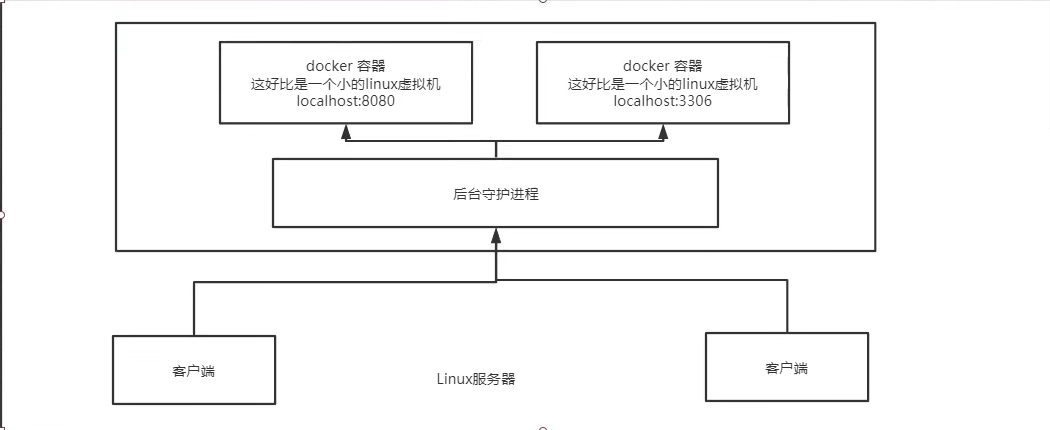 docker 容器
这好比是一个小的linux虚拟机
localhost:8080
docker 容器
这好比是一个小的linux虚拟机
localhost:3306
后台守护进程
客户端
Linux服务器
客户端